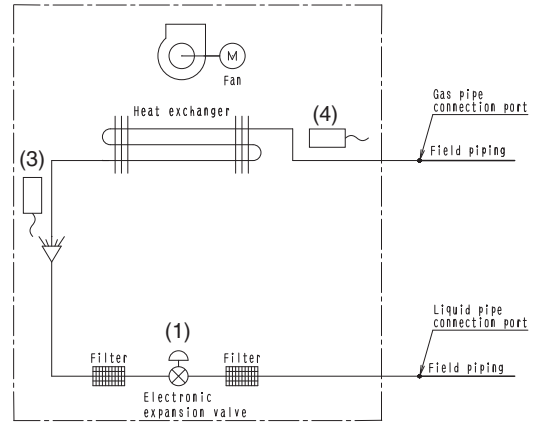 M
Fan
Gas pipe
connection port
Heat exchanger
(4)
Field piping
(3)
Liquid pipe
connection port
(1)
Filter
Filter
Field piping
Electronic
expansion valve